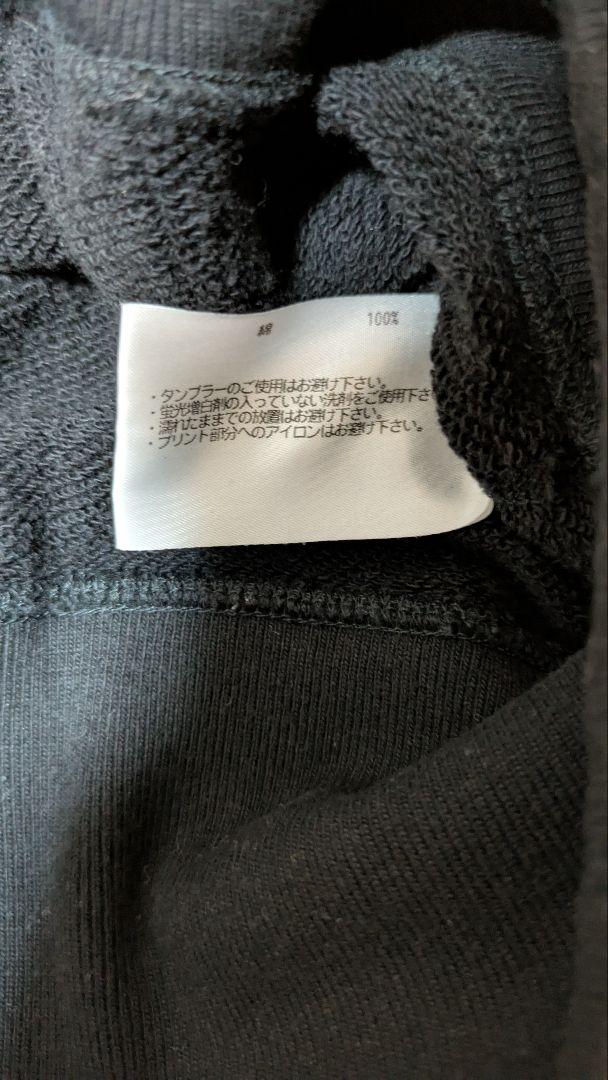 綿 100%
・タンブラーのご使用はお避け下さい。
・蛍光増白剤の入っていない洗剤をご使用下さ
・濡れたままでの放置はお避け下さい。
・プリント部分へのアイロンはお避け下さい。